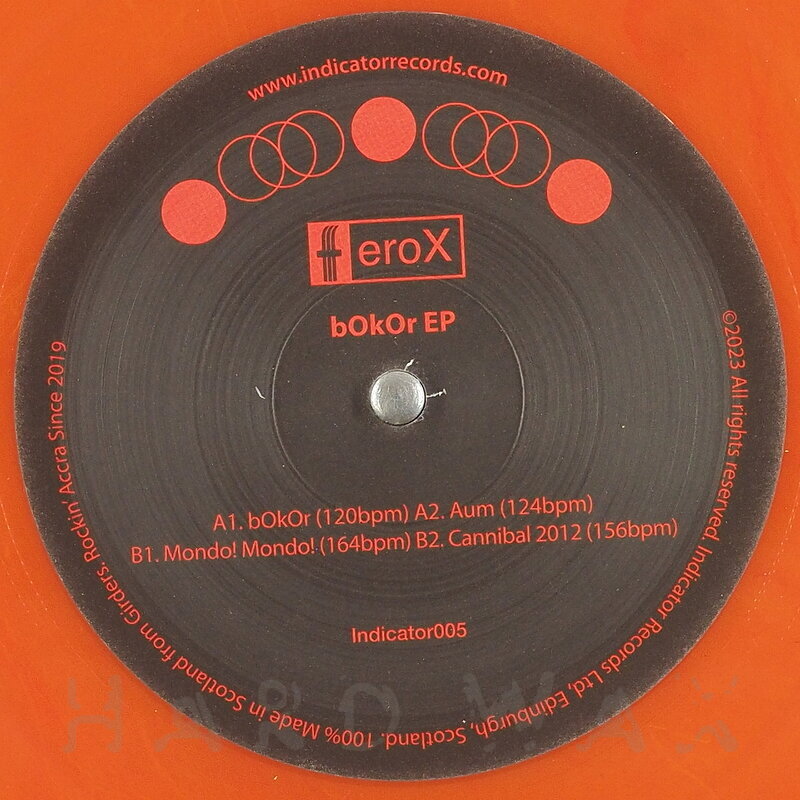 www.indicatorrecords.com
feroX
bOkOr EP
A1. bOkOr (120bpm) A2. Aum (124bpm)
B1. Mondo! Mondo! (164bpm) B2. Cannibal 2012 (156bpm)
Indicator005
©2023 All rights reserved. Indicator Records Ltd, Edinburgh, Scotland. 100% Made in Scotland from Girders. Rockin' Accra Since 2019
HARD WAX